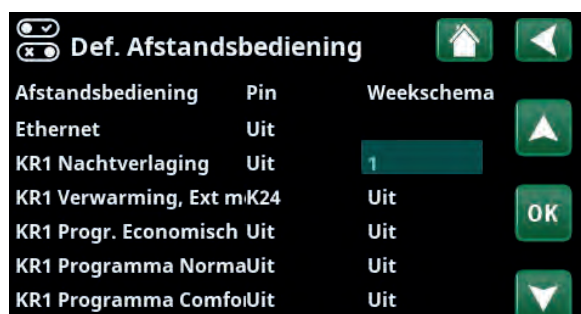 Def. Afstandsbediening
Afstandsbediening Pin Weekschema
Ethernet Uit
KR1 Nachtverlaging Uit 1
KR1 Verwarming, Ext m K24 Uit
KR1 Progr. Economisch Uit Uit
OK
KR1 Programma Norma Uit Uit
KR1 Programma Comfo Uit Uit